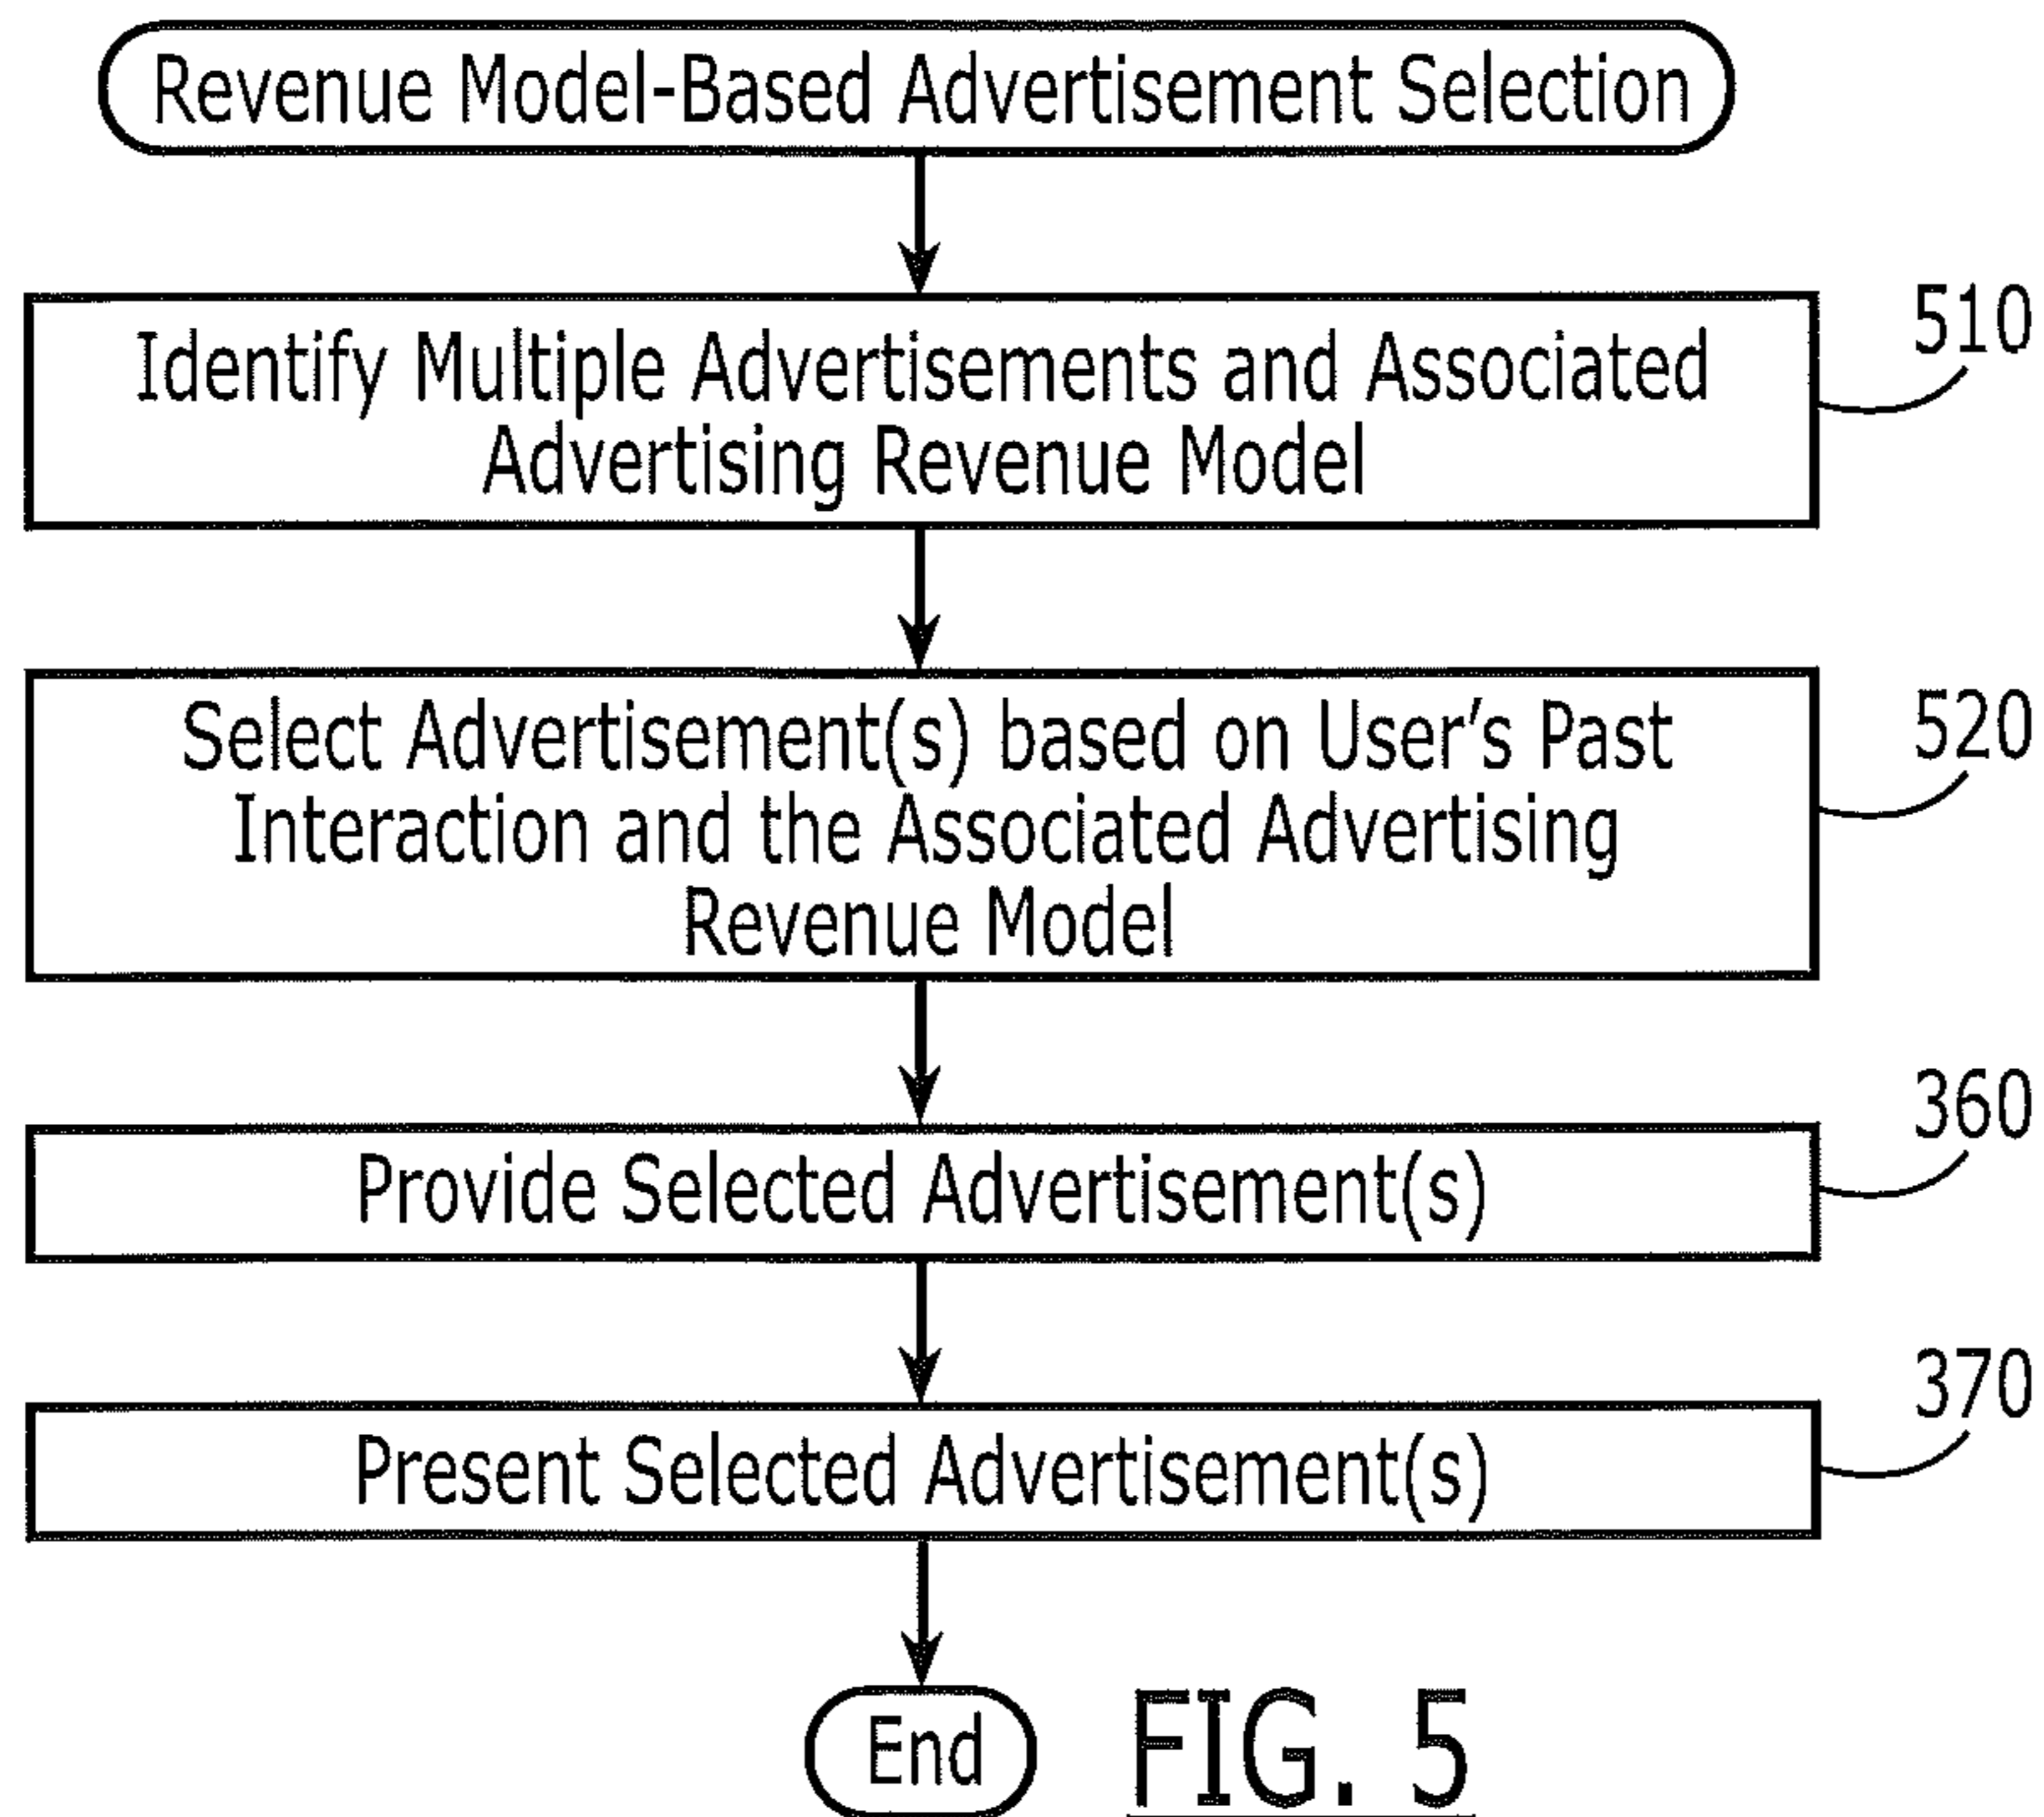 Revenue Model-Based Advertisement Selection
Identify Multiple Advertisements and Associated
Advertising Revenue Model
510
Select Advertisement(s) based on User's Past
Interaction and the Associated Advertising
Revenue Model
520
Provide Selected Advertisement(s)
360
Present Selected Advertisement(s)
370
End
FIG. 5